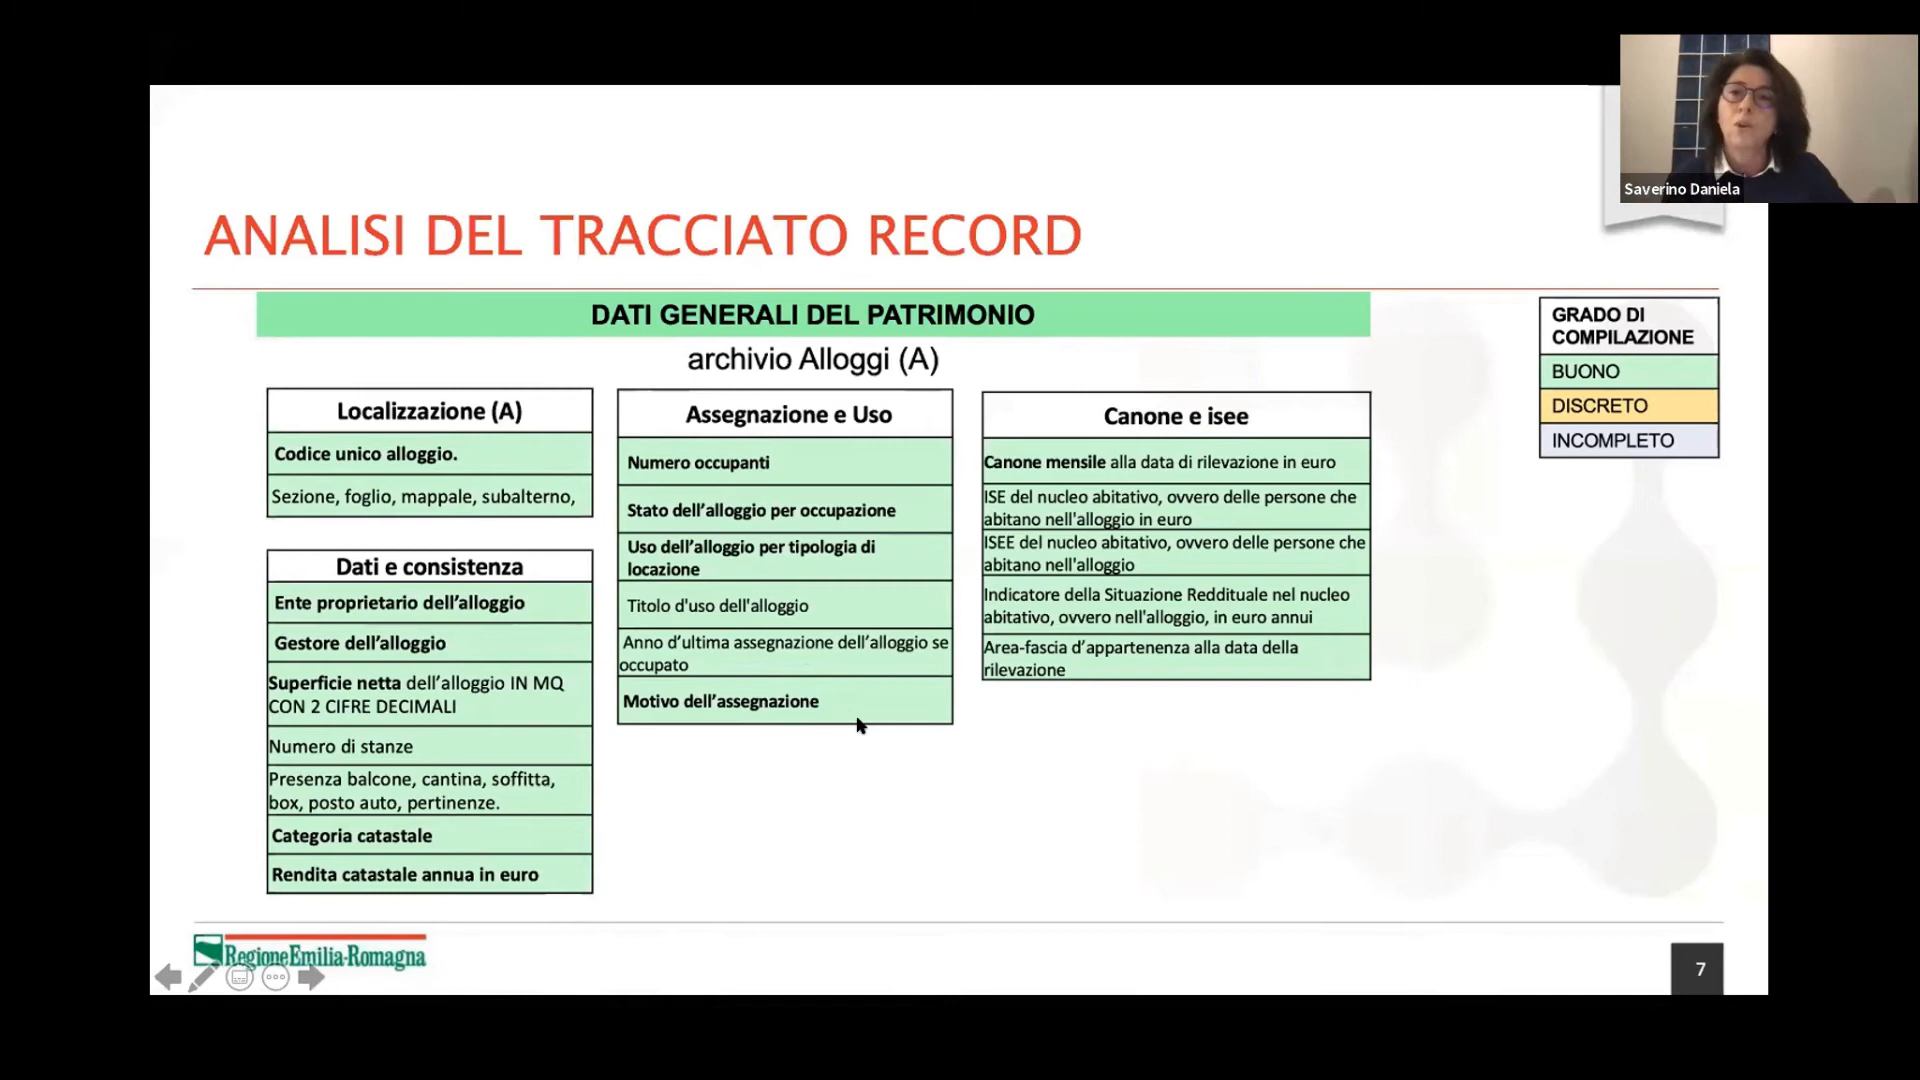 Saverino Daniela
ANALISI DEL TRACCIATO RECORD
DATI GENERALI DEL PATRIMONIO
archivio Alloggi (A)
Localizzazione (A)
Codice unico alloggio.
Sezione, foglio, mappale, subalterno,
Dati e consistenza
Ente proprietario dell’alloggio
Gestore dell’alloggio
Superficie netta dell’alloggio IN MQ
CON 2 CIFRE DECIMALI
Numero di stanze
Presenza balcone, cantina, soffitta,
box, posto auto, pertinenze.
Categoria catastale
Rendita catastale annua in euro
Assegnazione e Uso
Numero occupanti
Stato dell’alloggio per occupazione
Uso dell’alloggio per tipologia di
locazione
Titolo d'uso dell'alloggio
Anno d’ultima assegnazione dell’alloggio se
occupato
Motivo dell’assegnazione
Canone e isee
Canone mensile alla data di rilevazione in euro
ISE del nucleo abitativo, ovvero delle persone che
abitano nell'alloggio in euro
ISEE del nucleo abitativo, ovvero delle persone che
abitano nell'alloggio
Indicatore della Situazione Reddituale nel nucleo
abitativo, ovvero nell'alloggio, in euro annui
Area-fascia d’appartenenza alla data della
rilevazione
GRADO DI
COMPILAZIONE
BUONO
DISCRETO
INCOMPLETO
RegioneEmilia-Romagna
7